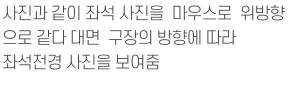 사진과 같이 좌석 사진을 마우스로 위방향
으로 같다 대면 구장의 방향에 따라
좌석전경 사진을 보여줌